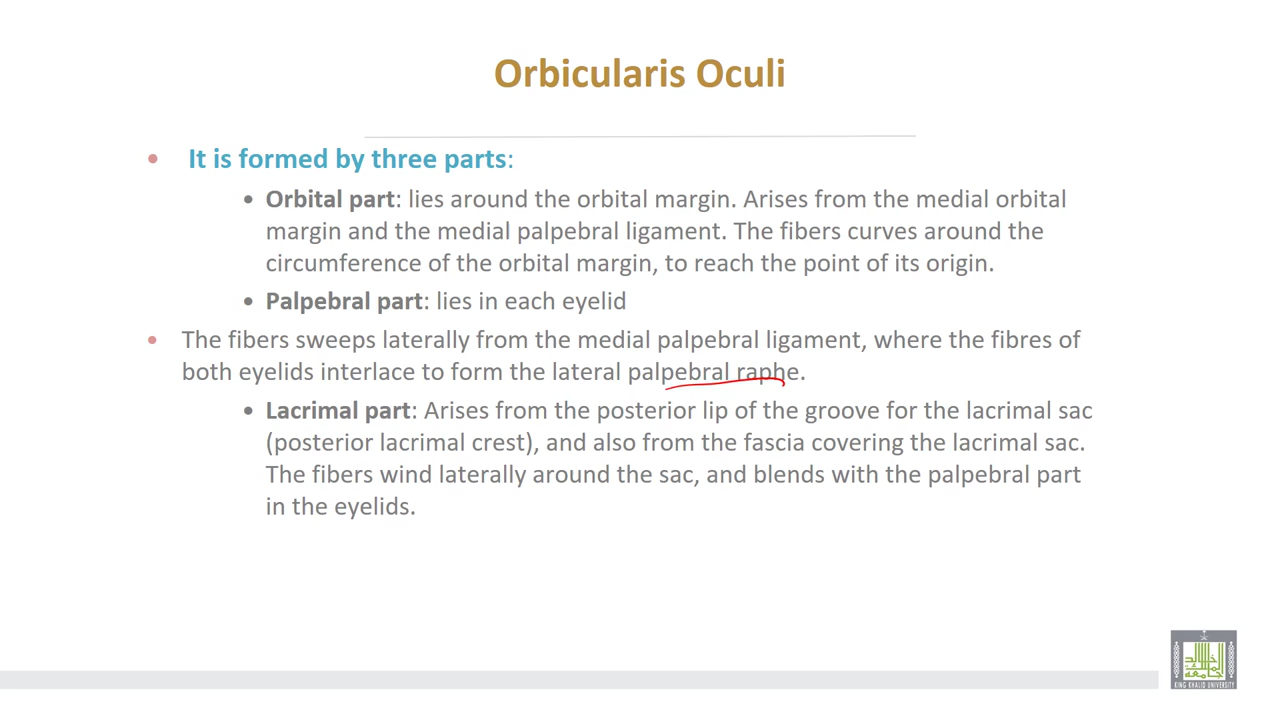 Orbicularis Oculi
• It is formed by three parts:
• Orbital part: lies around the orbital margin. Arises from the medial orbital
margin and the medial palpebral ligament. The fibers curves around the
circumference of the orbital margin, to reach the point of its origin.
• Palpebral part: lies in each eyelid
• The fibers sweeps laterally from the medial palpebral ligament, where the fibres of
both eyelids interlace to form the lateral palpebral raphe.
• Lacrimal part: Arises from the posterior lip of the groove for the lacrimal sac
(posterior lacrimal crest), and also from the fascia covering the lacrimal sac.
The fibers wind laterally around the sac, and blends with the palpebral part
in the eyelids.
KING KHALID UNIVERSITY